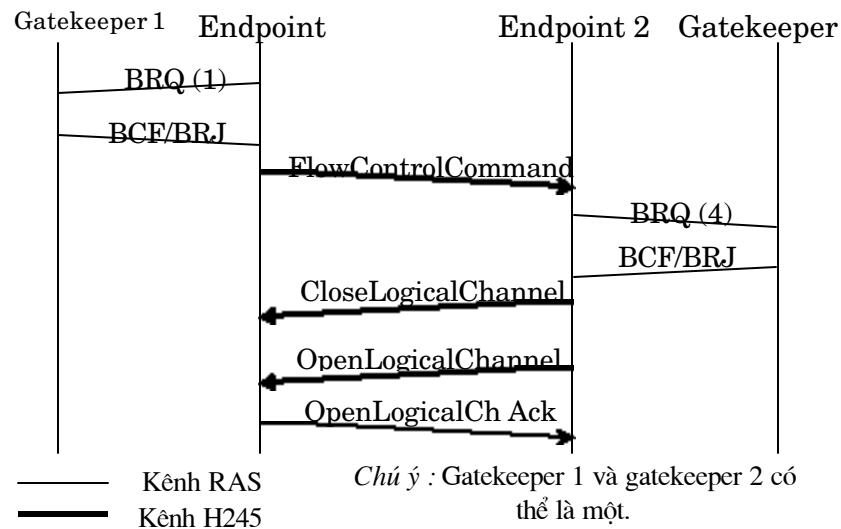 Gatekeeper 1 Endpoint Endpoint 2 Gatekeeper
BRQ (1)
BCF/BRJ
FlowControlCommand
BRQ (4)
BCF/BRJ
CloseLogicalChannel
OpenLogicalChannel
OpenLogicalCh Ack
Kênh RAS
Kênh H245
Chú ý : Gatekeeper 1 và gatekeeper 2 có
thể là một.